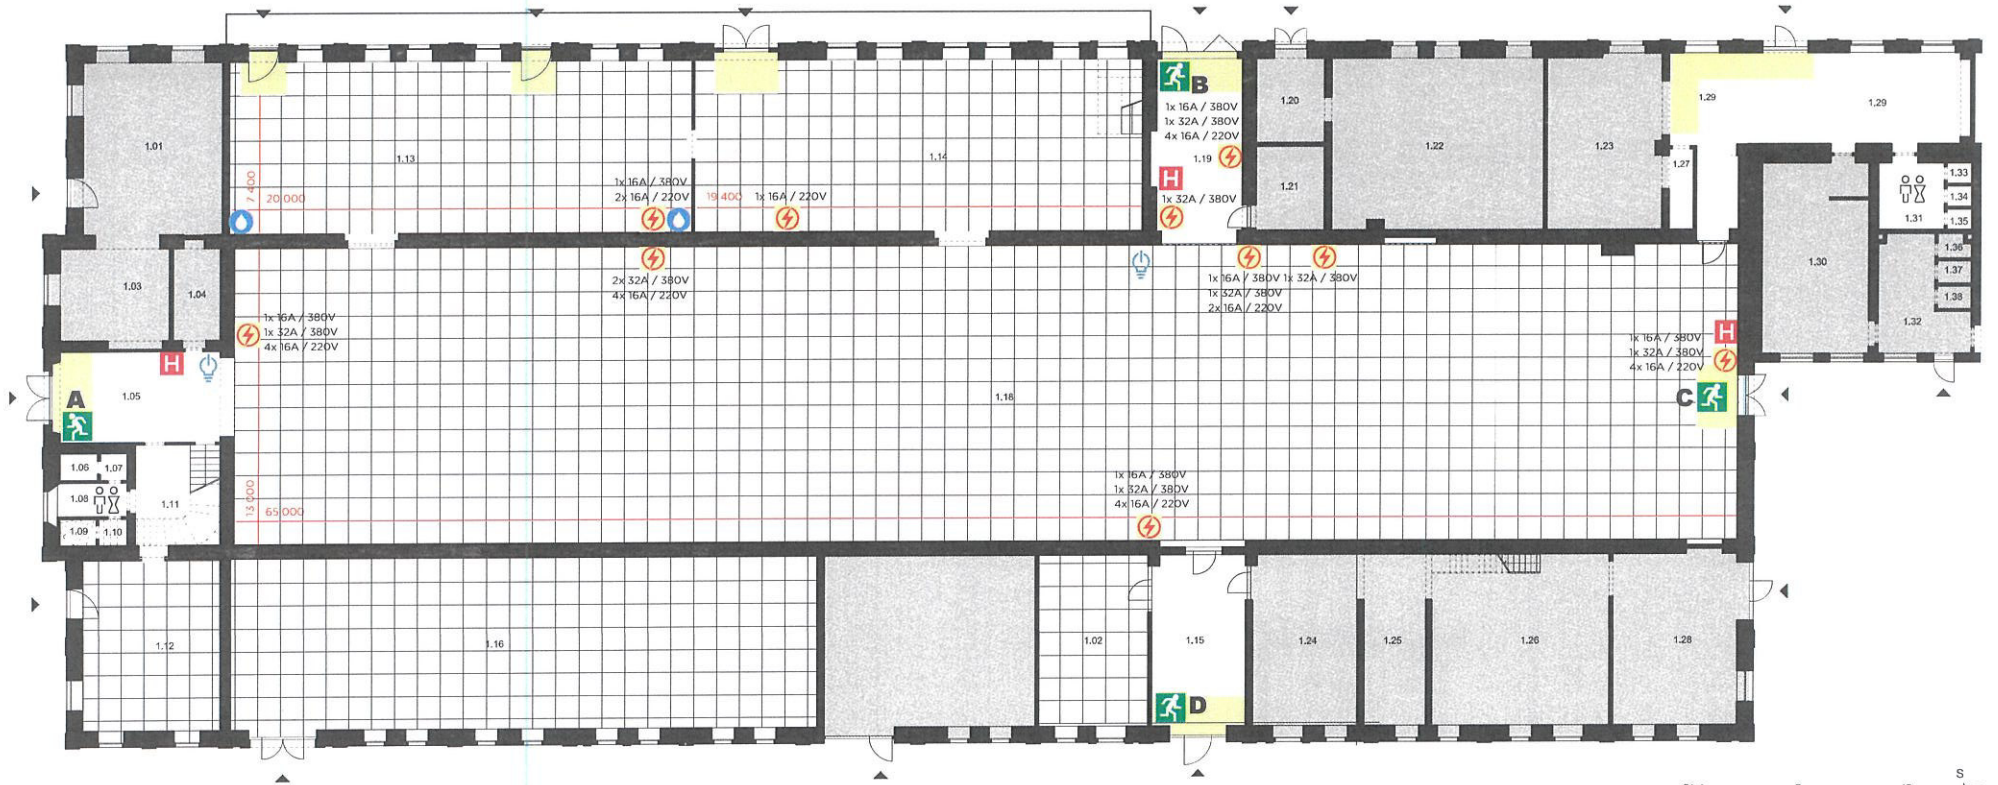 B
1x 16A / 380V
1x 32A / 380V
4x 16A / 220V
1.19
H
1x 32A / 380V
1.20
1.21
1.22
1.23
1.27
1.29
1.29
1.33
1.34
1.35
1.31
1.36
1.37
1.38
1.30
1.32
1.01
1.13
1.14
7 400
20 000
1x 16A / 380V
2x 16A / 220V
19 400
1x 16A / 220V
1.03
1.04
2x 32A / 380V
4x 16A / 220V
1x 16A / 380V
1x 32A / 380V
2x 16A / 220V
1x 32A / 380V
1x 16A / 380V
1x 32A / 380V
4x 16A / 220V
H
1x 16A / 380V
1x 32A / 380V
4x 16A / 220V
H
A
1.05
1.18
C
1.06
1.07
1.08
1.09
1.10
1.11
13 000
65 000
1x 16A / 380V
1x 32A / 380V
4x 16A / 220V
1.12
1.16
1.02
1.15
D
1.24
1.25
1.26
1.28
S